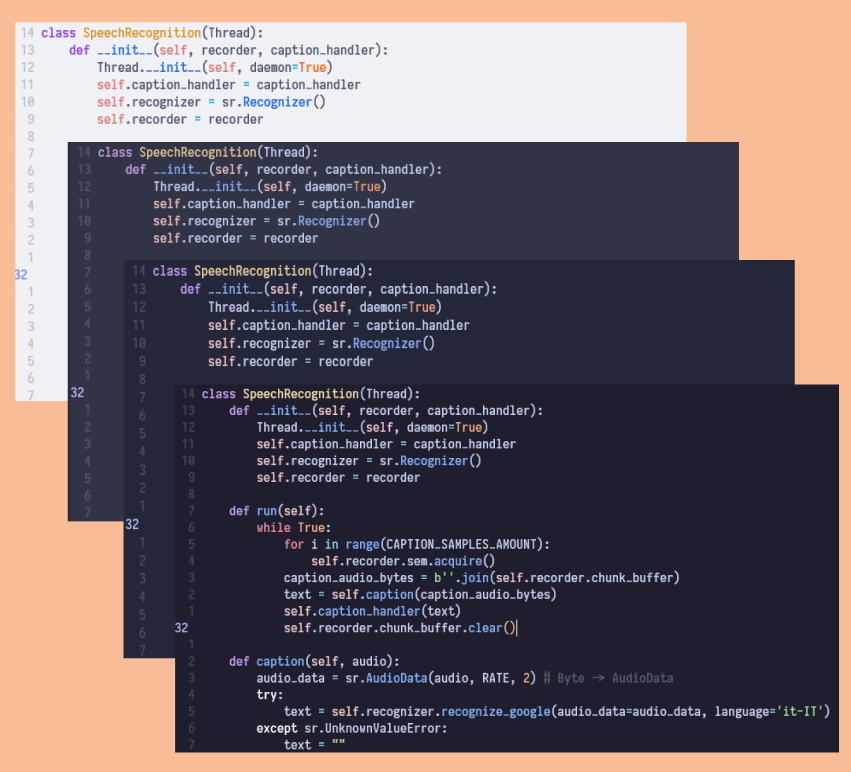 14 class SpeechRecognition(Thread):
13 def __init__(self, recorder, caption_handler):
12 Thread.__init__(self, daemon=True)
11 self.caption_handler = caption_handler
10 self.recognizer = sr.Recognizer()
9 self.recorder = recorder
8
7
6
5
4
3
2
1
32
1
2
3
4
5
6
7
14 class SpeechRecognition(Thread):
13 def __init__(self, recorder, caption_handler):
12 Thread.__init__(self, daemon=True)
11 self.caption_handler = caption_handler
10 self.recognizer = sr.Recognizer()
9 self.recorder = recorder
8
7
6
5
4
3
2
1
32
1
2
3
4
5
6
7
14 class SpeechRecognition(Thread):
13 def __init__(self, recorder, caption_handler):
12 Thread.__init__(self, daemon=True)
11 self.caption_handler = caption_handler
10 self.recognizer = sr.Recognizer()
9 self.recorder = recorder
8
7
6
5
4
3
2
1
32
1
2
3
4
5
6
7
14 class SpeechRecognition(Thread):
13 def __init__(self, recorder, caption_handler):
12 Thread.__init__(self, daemon=True)
11 self.caption_handler = caption_handler
10 self.recognizer = sr.Recognizer()
9 self.recorder = recorder
8
7 def run(self):
6 while True:
5 for i in range(CAPTION_SAMPLES_AMOUNT):
4 self.recorder.sem.acquire()
3 caption_audio_bytes = b''.join(self.recorder.chunk_buffer)
2 text = self.caption(caption_audio_bytes)
1 self.caption_handler(text)
32 self.recorder.chunk_buffer.clear()
1
2 def caption(self, audio):
3 audio_data = sr.AudioData(audio, RATE, 2) # Byte -> AudioData
4 try:
5 text = self.recognizer.recognize_google(audio_data=audio_data, language='it-IT')
6 except sr.UnknownValueError:
7 text = ""